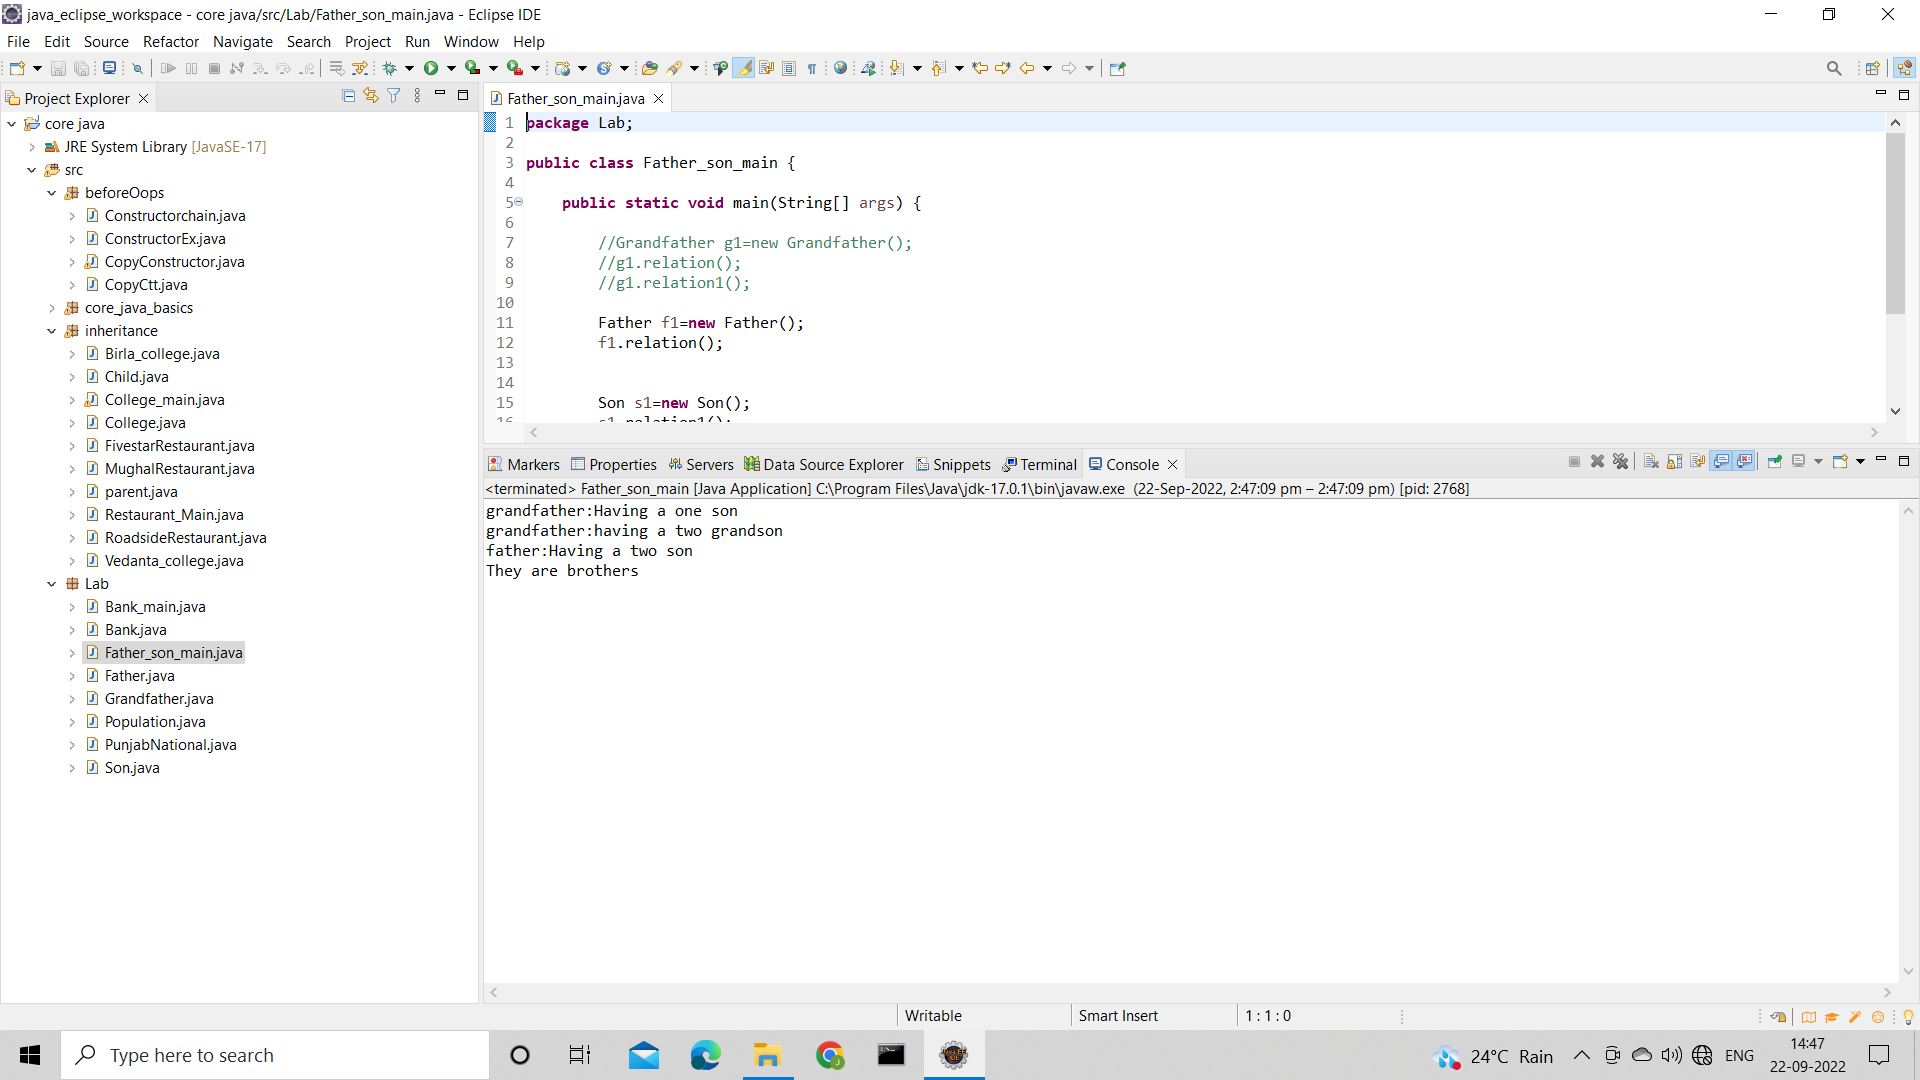 java_eclipse_workspace - core java/src/Lab/Father_son_main.java - Eclipse IDE
File Edit Source Refactor Navigate Search Project Run Window Help
Project Explorer
core java
JRE System Library [JavaSE-17]
src
beforeOops
Constructorchain.java
ConstructorEx.java
CopyConstructor.java
CopyCtt.java
core_java_basics
inheritance
Birla_college.java
Child.java
College_main.java
College.java
FivestarRestaurant.java
MughalRestaurant.java
parent.java
Restaurant_Main.java
RoadsideRestaurant.java
Vedanta_college.java
Lab
Bank_main.java
Bank.java
Father_son_main.java
Father.java
Grandfather.java
Population.java
PunjabNational.java
Son.java
Father_son_main.java
1 package Lab;
2
3 public class Father_son_main {
4
5 public static void main(String[] args) {
6
7 //Grandfather g1=new Grandfather();
8 //g1.relation();
9 //g1.relation1();
10
11 Father f1=new Father();
12 f1.relation();
13
14
15 Son s1=new Son();
16 s1.relation1();
Markers Properties Servers Data Source Explorer Snippets Terminal Console
<terminated> Father_son_main [Java Application] C:\Program Files\Java\jdk-17.0.1\bin\javaw.exe (22-Sep-2022, 2:47:09 pm – 2:47:09 pm) [pid: 2768]
grandfather:Having a one son
grandfather:having a two grandson
father:Having a two son
They are brothers
Writable Smart Insert 1 : 1 : 0
Type here to search
24°C Rain ENG
14:47
22-09-2022